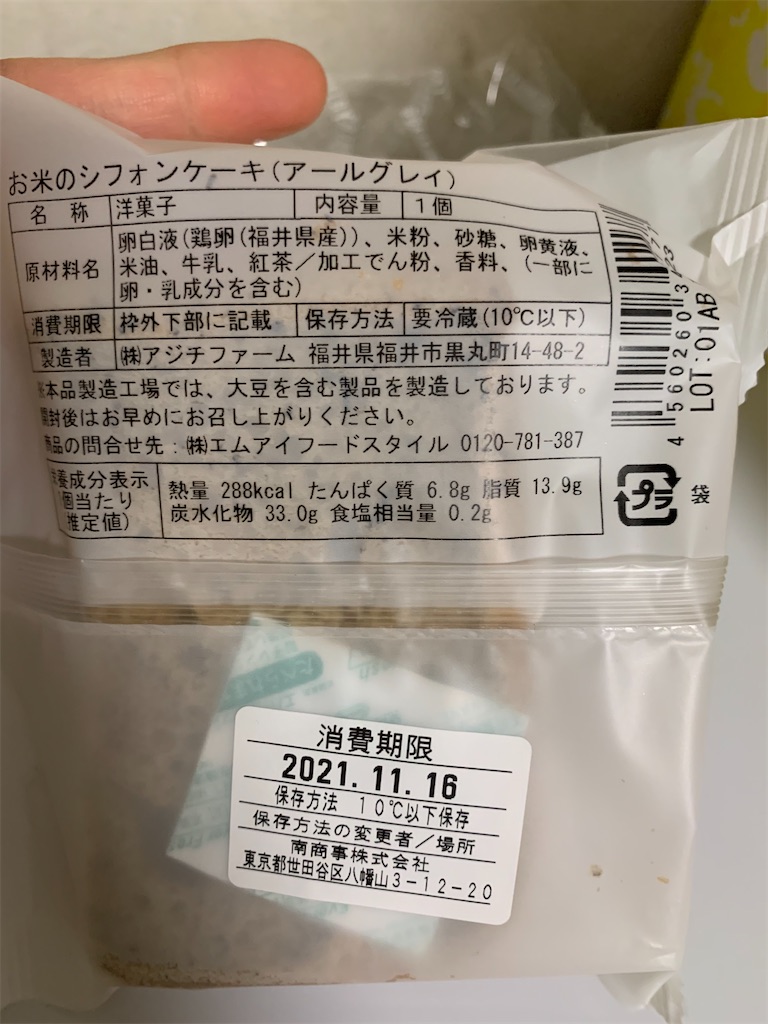 お米のシフォンケーキ(アールグレイ)
名 称 洋菓子 内容量 1個
原材料名 卵白液(鶏卵(福井県産))、米粉、砂糖、卵黄液、
米油、牛乳、紅茶/加工でん粉、香料、(一部に
卵・乳成分を含む)
消費期限 枠外下部に記載 保存方法 要冷蔵(10℃以下)
製造者 ㈱アジチファーム 福井県福井市黒丸町14-48-2
※本品製造工場では、大豆を含む製品を製造しております。
開封後はお早めにお召し上がりください。
商品の問合せ先:㈱エムアイフードスタイル 0120-781-387
栄養成分表示
1個当たり
推定値)
熱量 288kcal たんぱく質 6.8g 脂質 13.9g
炭水化物 33.0g 食塩相当量 0.2g
4 560260
LOT:01AB
プラ
袋
消費期限
2021.11.16
保存方法 10℃以下保存
保存方法の変更者/場所
南商事株式会社
東京都世田谷区八幡山3-12-20